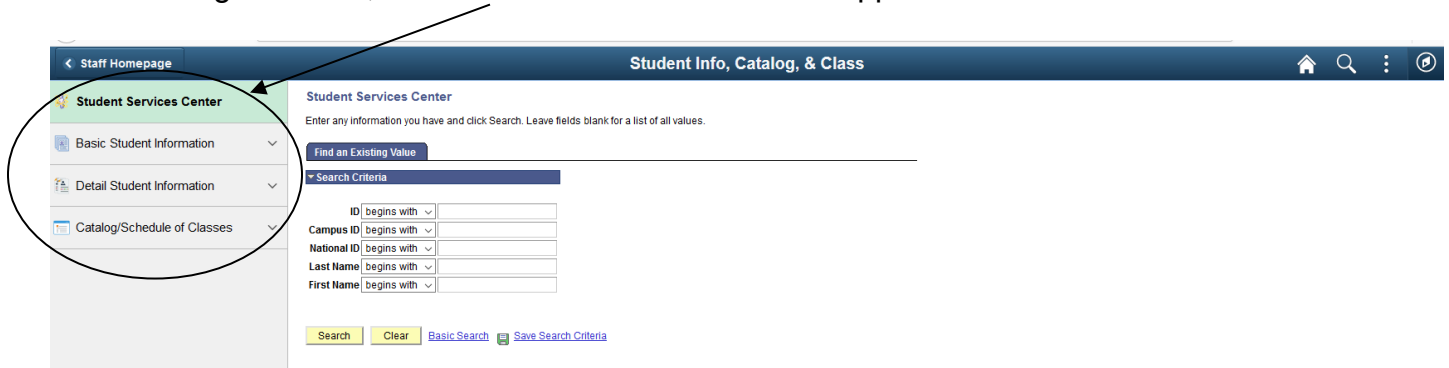 Staff Homepage
Student Info, Catalog, & Class
Student Services Center
Basic Student Information
Detail Student Information
Catalog/Schedule of Classes
Student Services Center
Enter any information you have and click Search. Leave fields blank for a list of all values.
Find an Existing Value
Search Criteria
ID begins with
Campus ID begins with
National ID begins with
Last Name begins with
First Name begins with
Search Clear Basic Search Save Search Criteria